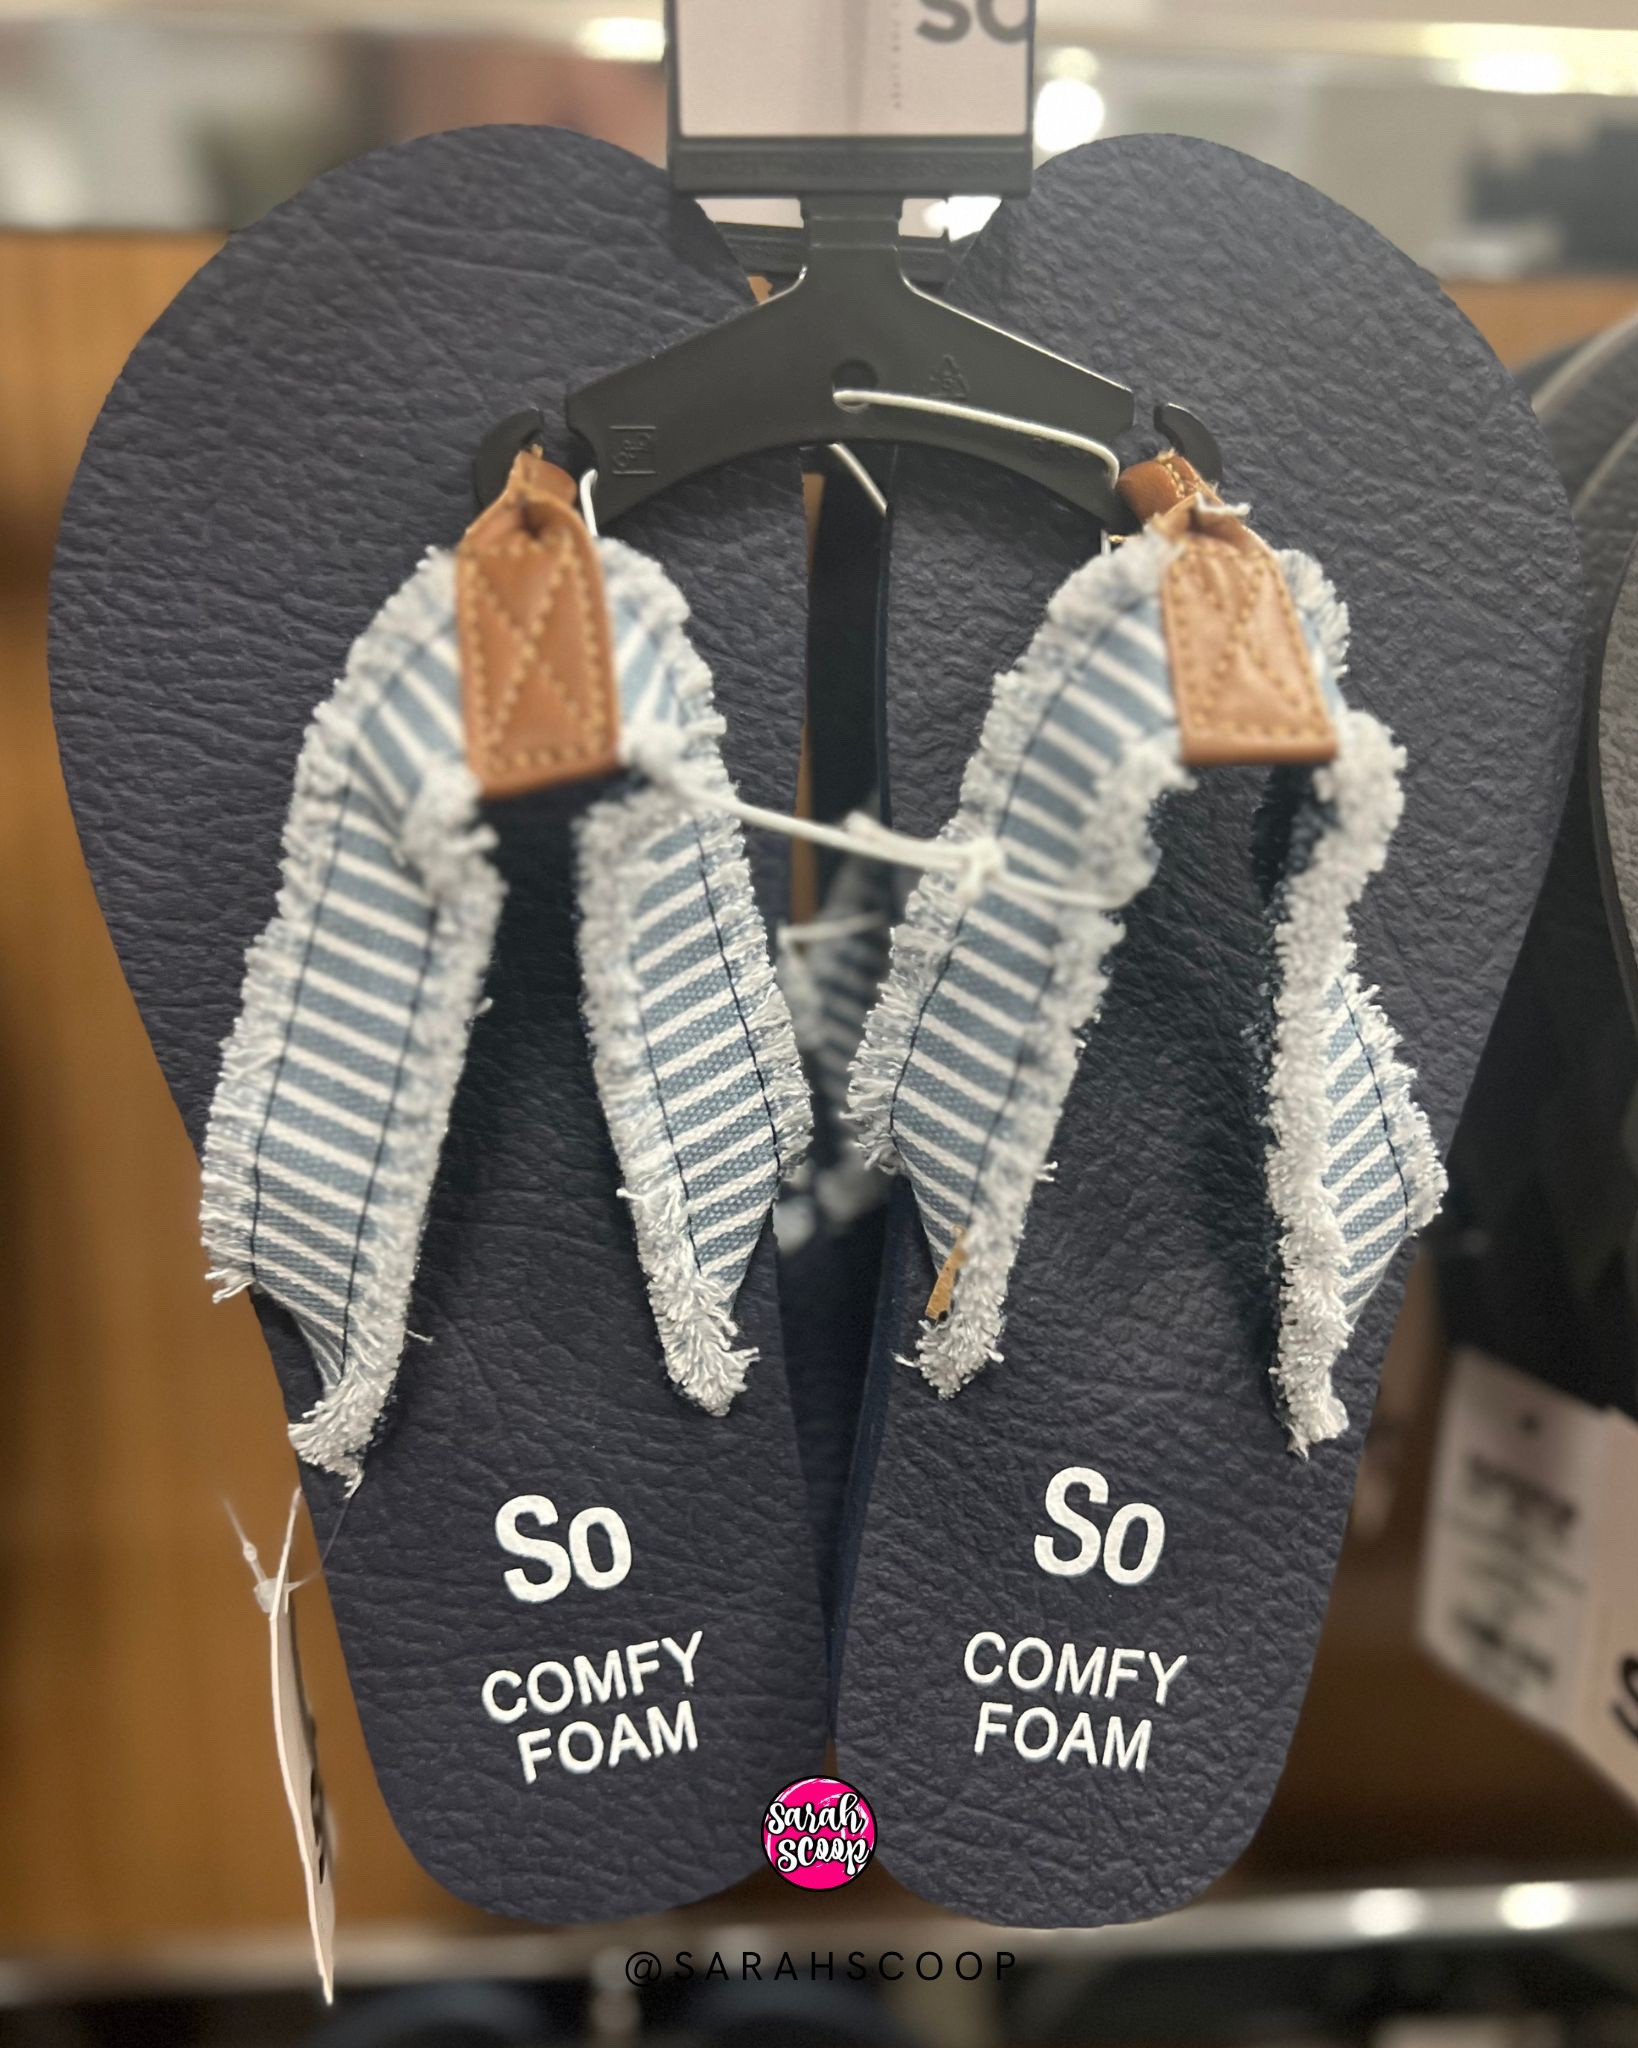 SO
So
COMFY
FOAM
So
COMFY
FOAM
sarah
scoop
@SARAHSCOOP